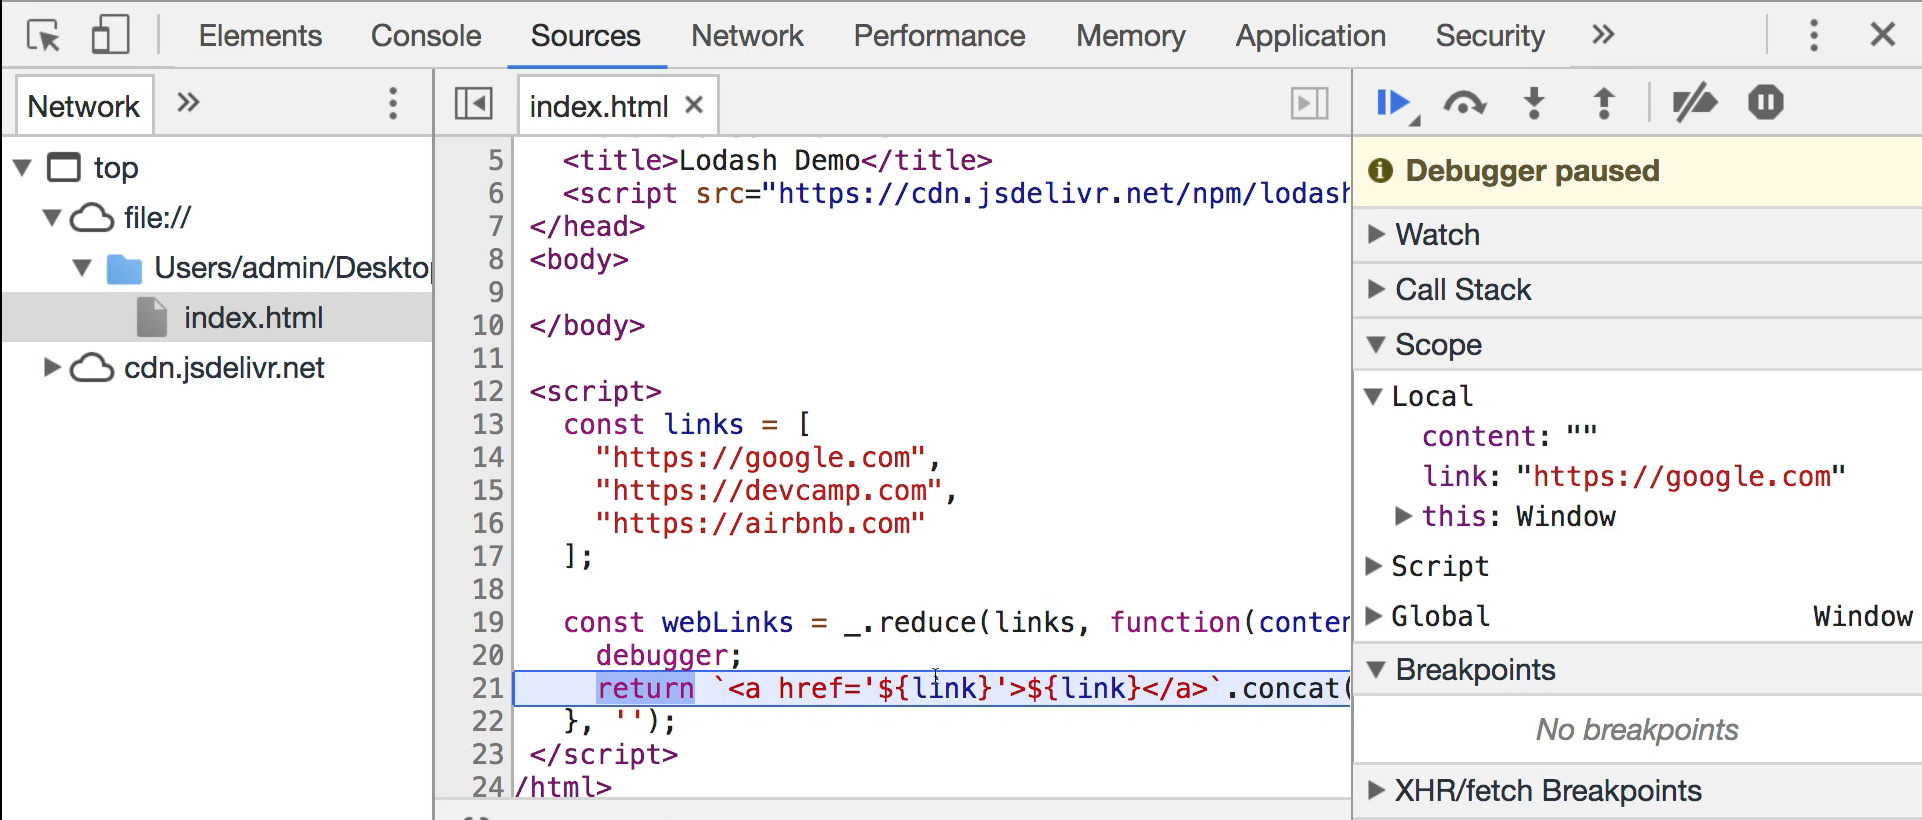 Elements Console Sources Network Performance Memory Application Security
Network
top
file://
Users/admin/Deskto
index.html
cdn.jsdelivr.net
index.html
5 <title>Lodash Demo</title>
6 <script src="https://cdn.jsdelivr.net/npm/lodash
7 </head>
8 <body>
9
10 </body>
11
12 <script>
13 const links = [
14 "https://google.com",
15 "https://devcamp.com",
16 "https://airbnb.com"
17 ];
18
19 const webLinks = _.reduce(links, function(conten
20 debugger;
21 return `<a href='${link}'>${link}</a>`.concat(
22 }, '');
23 </script>
24 /html>
Debugger paused
Watch
Call Stack
Scope
Local
content: ""
link: "https://google.com"
this: Window
Script
Global Window
Breakpoints
No breakpoints
XHR/fetch Breakpoints